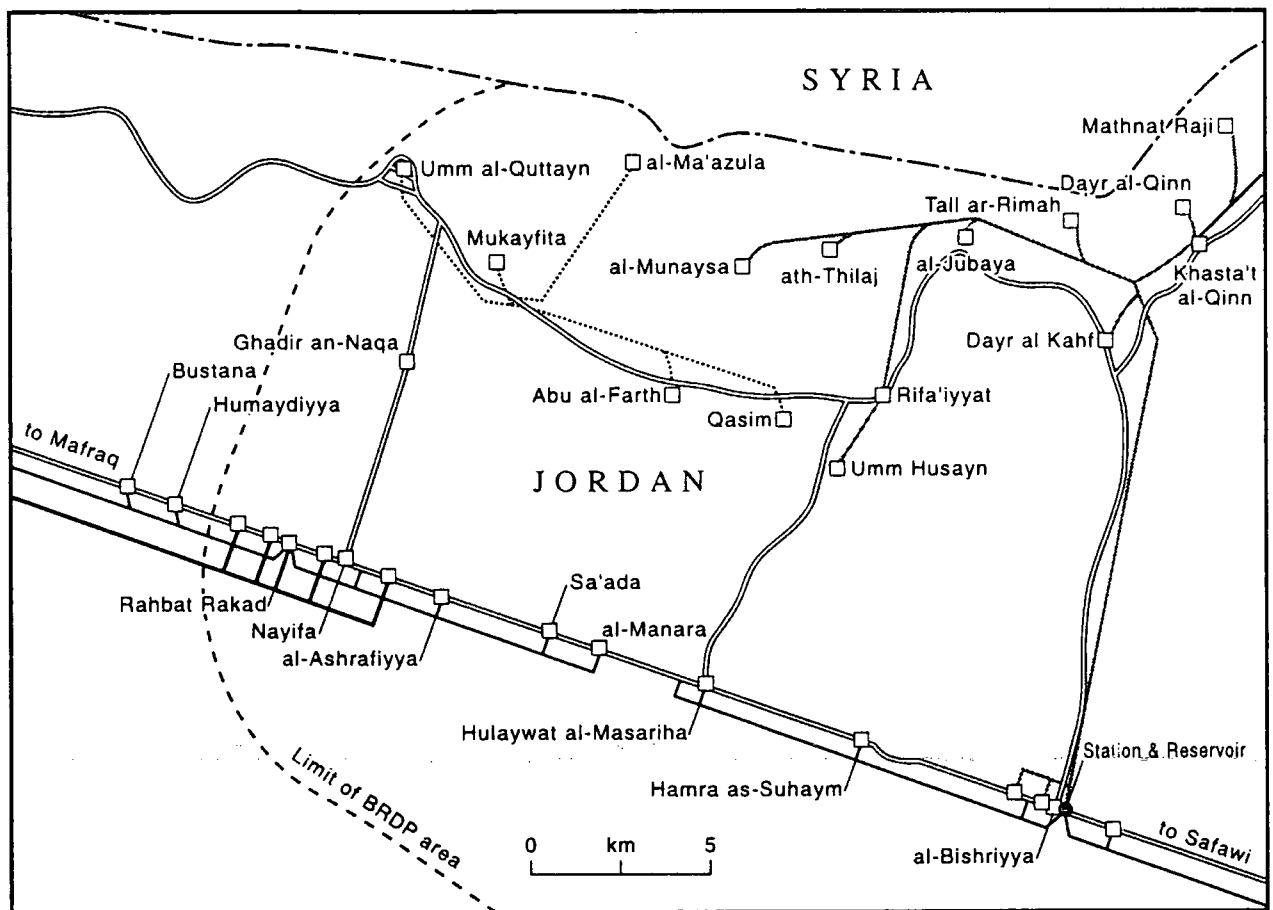 SYRIA
Mathnat Raji
Umm al-Quttayn
al-Ma'azula
Dayr al-Qinn
Tall ar-Rimah
Mukayfita
al-Munaysa
ath-Thilaj
al-Jubaya
Khasta't
al-Qinn
Ghadir an-Naqa
Dayr al Kahf
Bustana
Humaydiyya
Abu al-Farth
Qasim
Rifa'iyyat
to Mafraq
JORDAN
Umm Husayn
Rahbat Rakad
Nayifa
al-Ashrafiyya
Sa'ada
al-Manara
Hulaywat al-Masariha
Station & Reservoir
Hamra as-Suhaym
Limit of BRDP area
0 km 5
al-Bishriyya
to Safawi